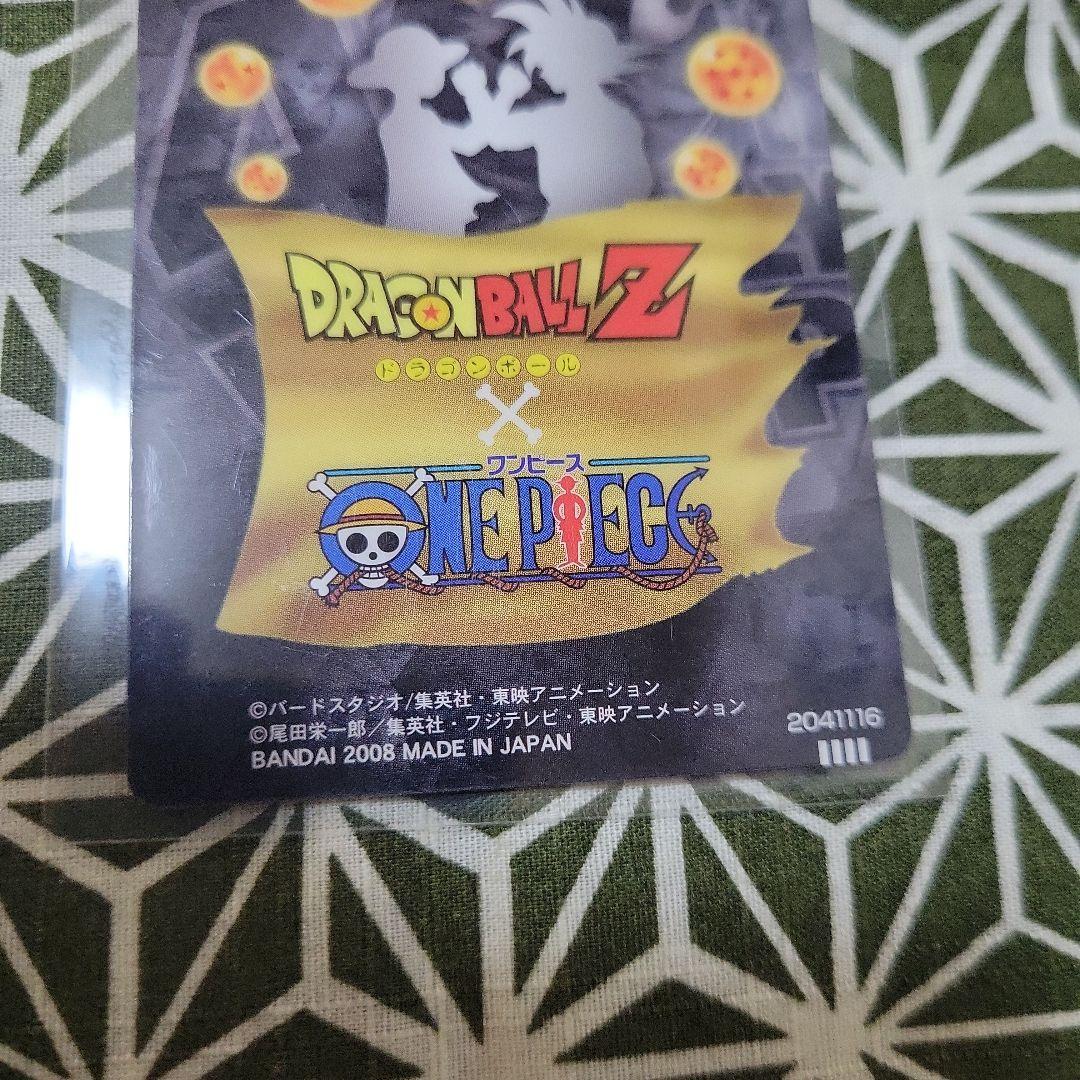 DRAGONBALL Z
ドラゴンボール
ワンピース
ONE PIECE
©バードスタジオ/集英社・東映アニメーション
©尾田栄一郎／集英社・フジテレビ・東映アニメーション
BANDAI 2008 MADE IN JAPAN
2041116